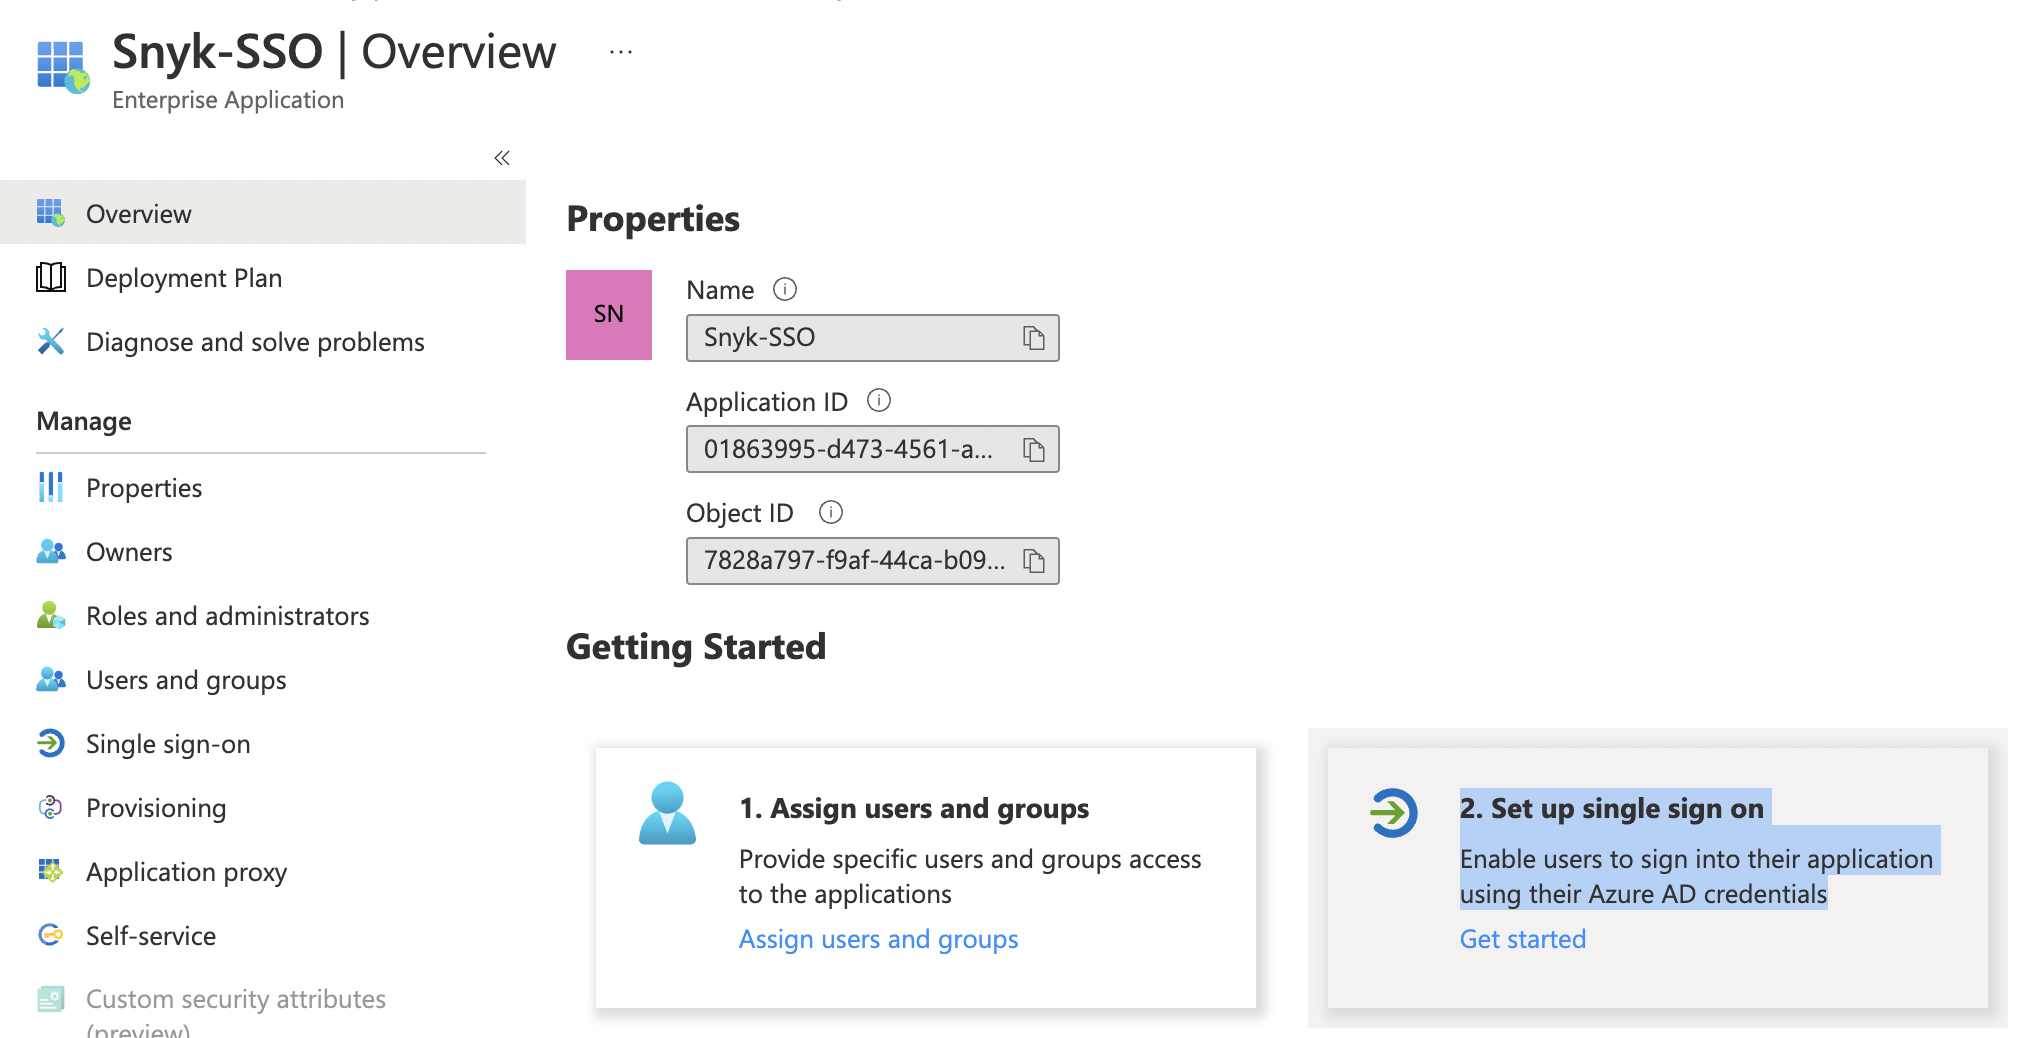 Snyk-SSO | Overview ...
Enterprise Application
Overview
Deployment Plan
Diagnose and solve problems
Manage
Properties
Owners
Roles and administrators
Users and groups
Single sign-on
Provisioning
Application proxy
Self-service
Custom security attributes
(preview)
Properties
SN
Name
Snyk-SSO
Application ID
01863995-d473-4561-a...
Object ID
7828a797-f9af-44ca-b09...
Getting Started
1. Assign users and groups
Provide specific users and groups access
to the applications
Assign users and groups
2. Set up single sign on
Enable users to sign into their application
using their Azure AD credentials
Get started